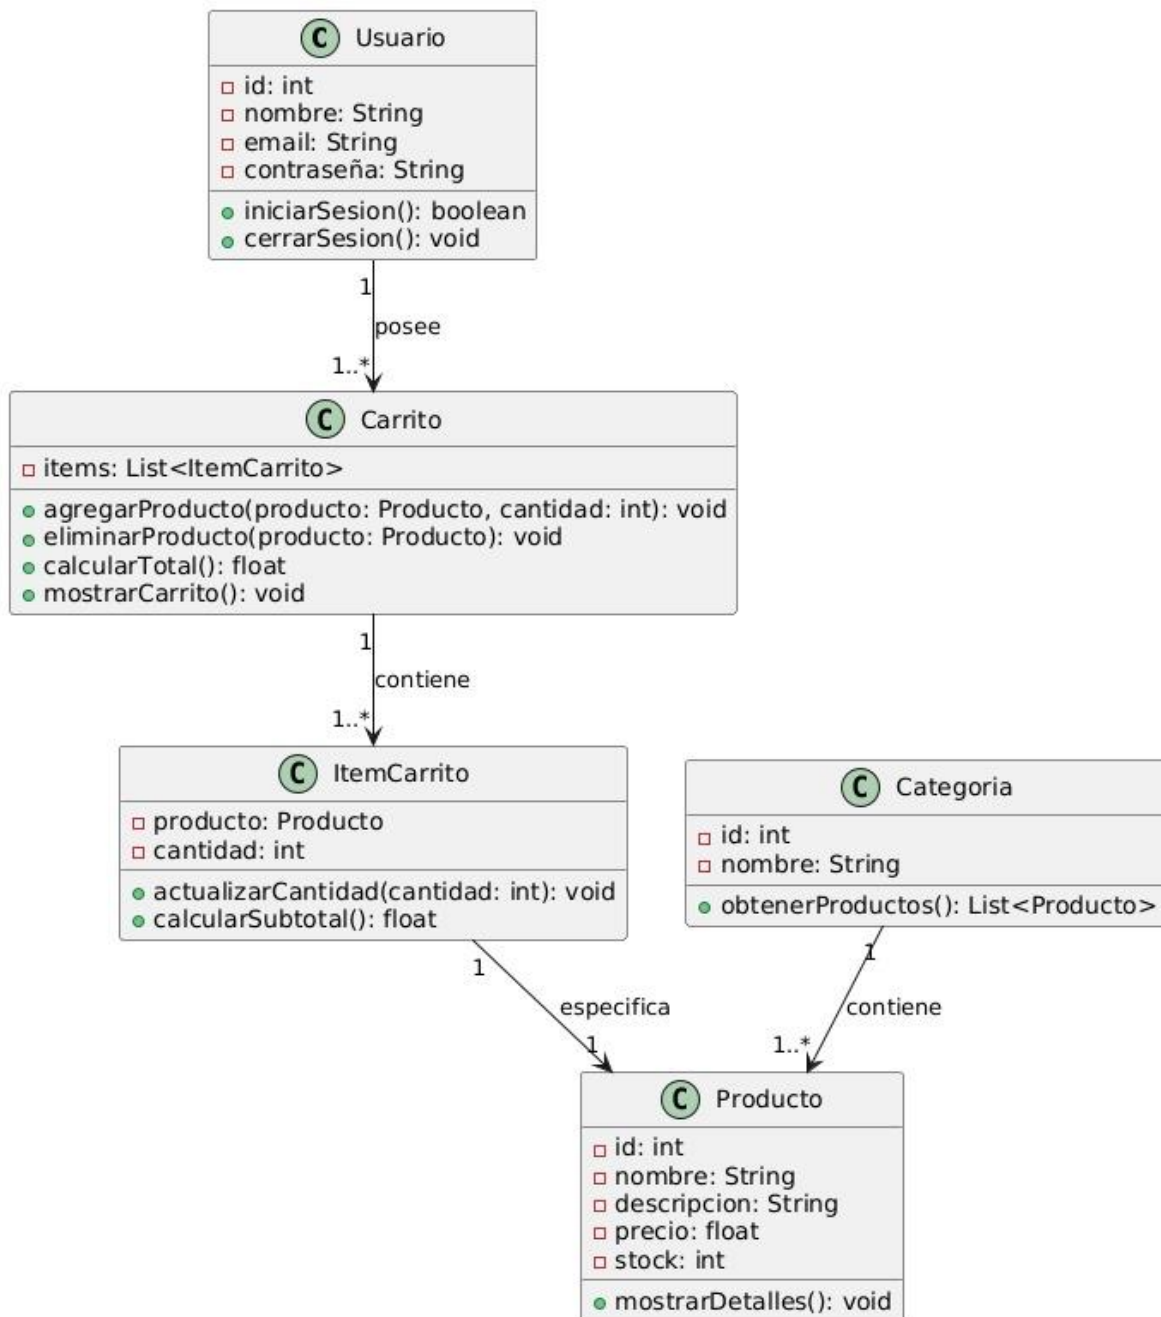 C Usuario
id: int
nombre: String
email: String
contraseña: String
iniciarSesion(): boolean
cerrarSesion(): void
1
posee
1..*
C Carrito
items: List<ItemCarrito>
agregarProducto(producto: Producto, cantidad: int): void
eliminarProducto(producto: Producto): void
calcularTotal(): float
mostrarCarrito(): void
1
contiene
1..*
C ItemCarrito
producto: Producto
cantidad: int
actualizarCantidad(cantidad: int): void
calcularSubtotal(): float
C Categoria
id: int
nombre: String
obtenerProductos(): List<Producto>
1
especifica
1
1
contiene
1..*
C Producto
id: int
nombre: String
descripcion: String
precio: float
stock: int
mostrarDetalles(): void